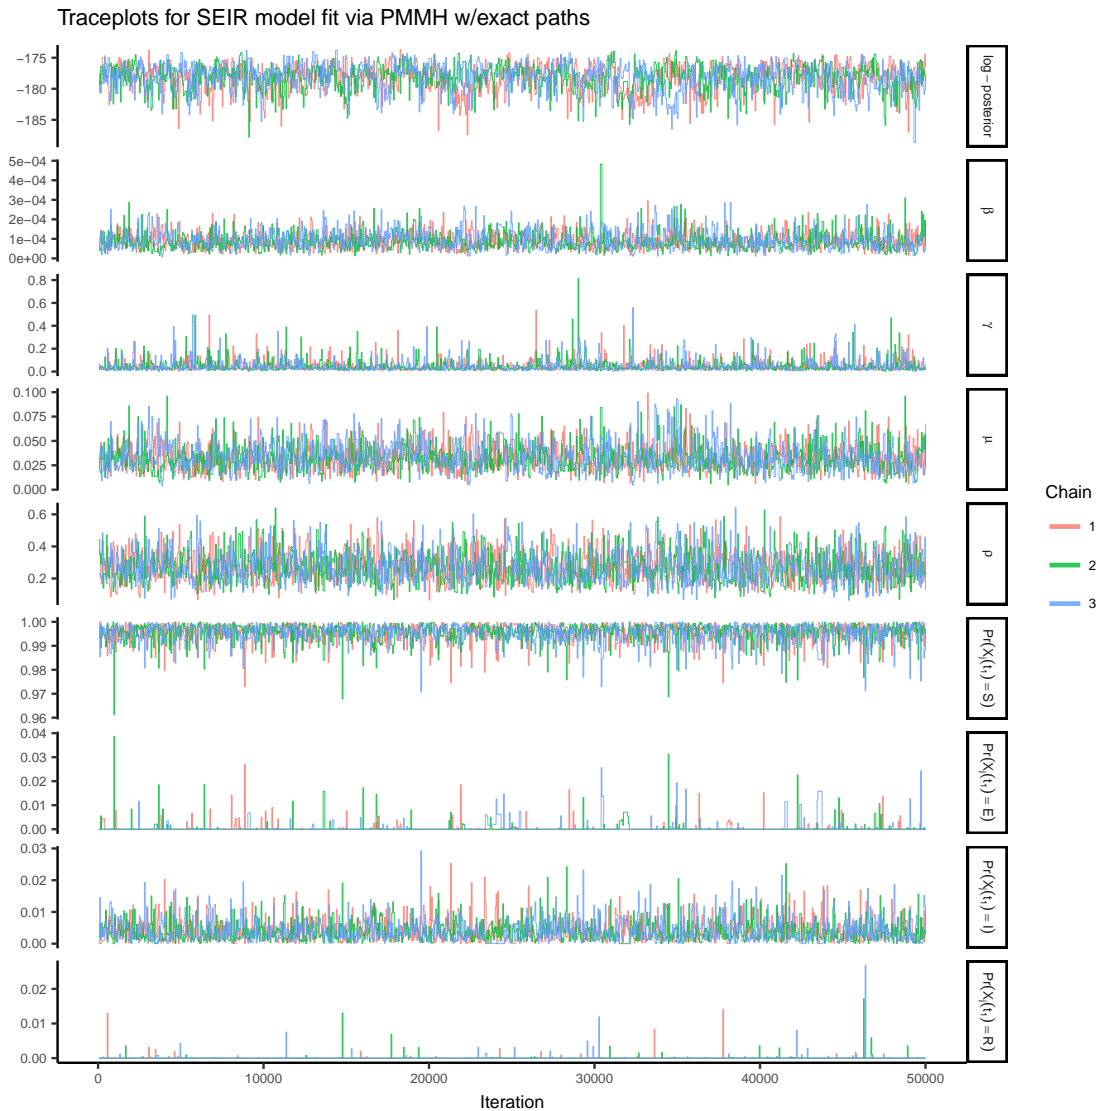 Traceplots for SEIR model fit via PMMH w/exact paths
−175
−180
−185
log − posterior
5e−04
4e−04
3e−04
2e−04
1e−04
0e+00
β
0.8
0.6
0.4
0.2
0.0
γ
0.100
0.075
0.050
0.025
0.000
μ
0.6
0.4
0.2
ρ
1.00
0.99
0.98
0.97
0.96
Pr(Xj(t1) = S)
0.04
0.03
0.02
0.01
0.00
Pr(Xj(t1) = E)
0.03
0.02
0.01
0.00
Pr(Xj(t1) = I)
0.02
0.01
0.00
Pr(Xj(t1) = R)
0 10000 20000 30000 40000 50000
Iteration
Chain
1
2
3